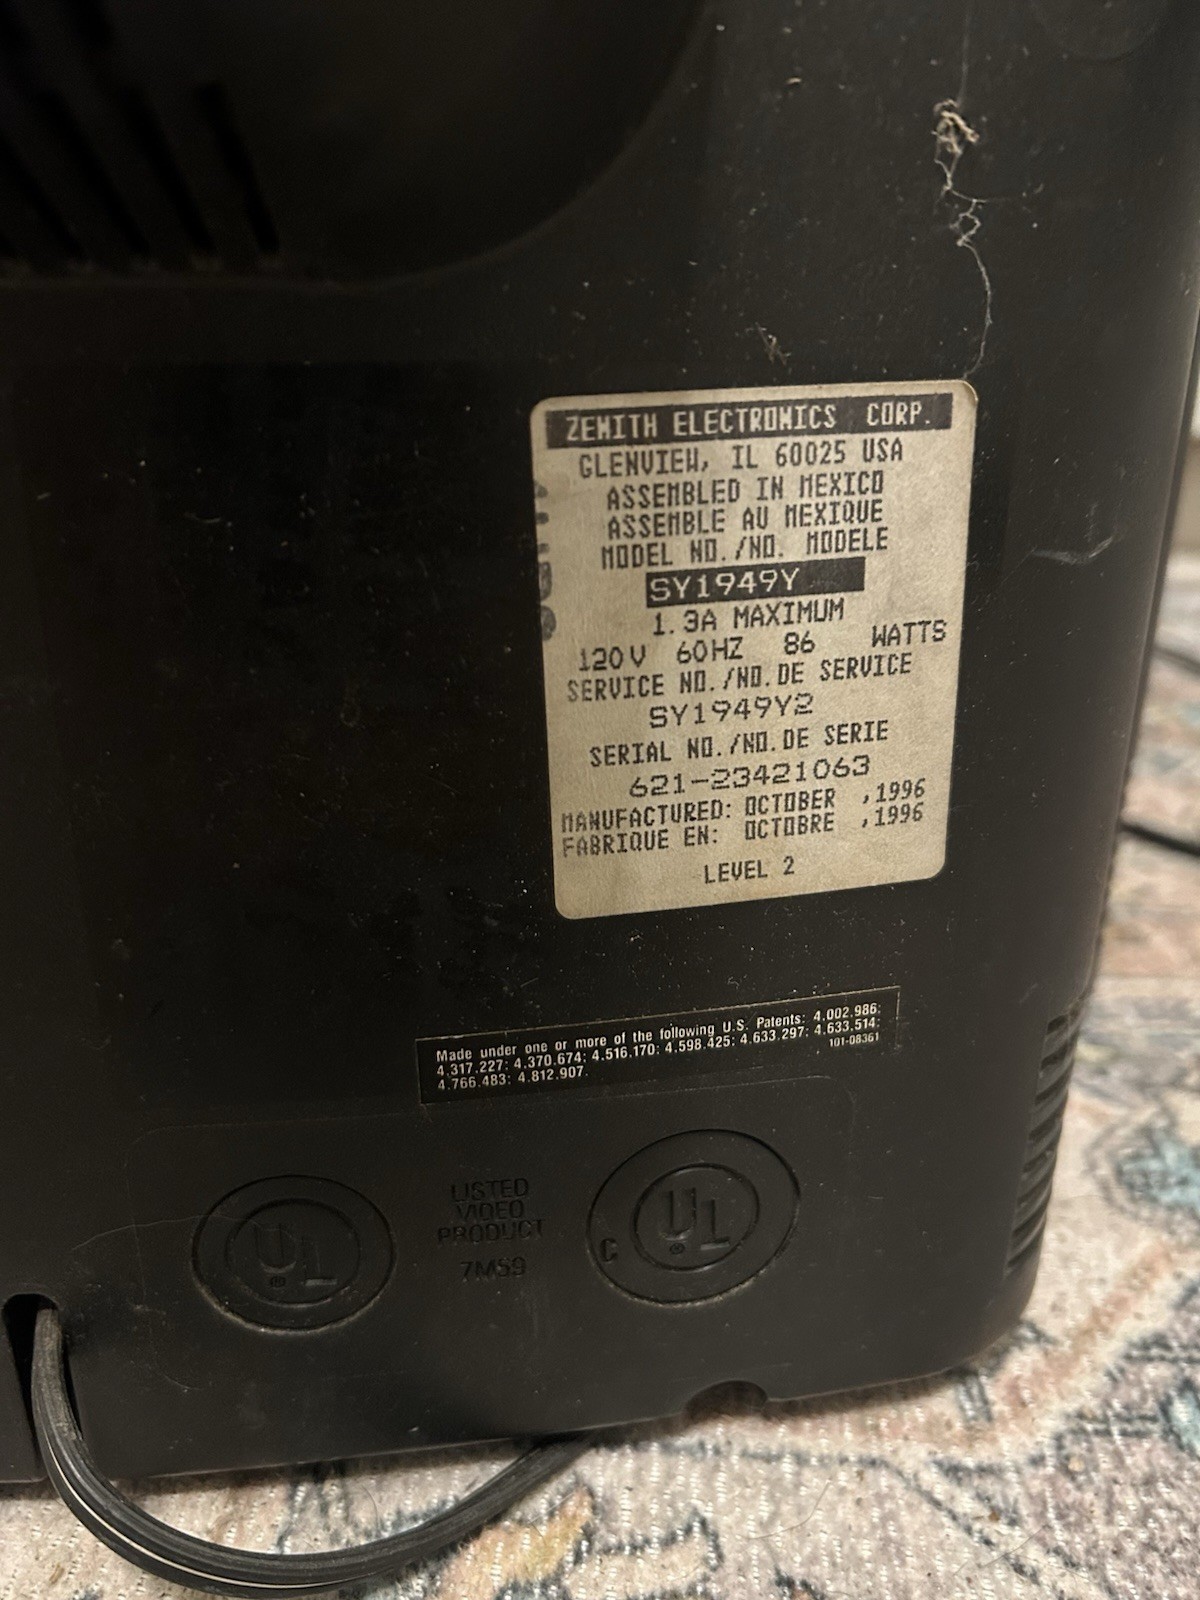 ZENITH ELECTRONICS CORP.
GLENVIEW, IL 60025 USA
ASSEMBLED IN MEXICO
ASSEMBLE AU MEXIQUE
MODEL NO./NO. MODELE
SY1949Y
1.3A MAXIMUM
120V 60HZ 86 WATTS
SERVICE NO./NO.DE SERVICE
SY1949Y2
SERIAL NO./NO.DE SERIE
621-23421063
MANUFACTURED: OCTOBER ,1996
FABRIQUE EN: OCTOBRE ,1996
LEVEL 2
Made under one or more of the following U.S. Patents: 4.002.986;
4.317.227; 4.370.674; 4.516.170; 4.598.425; 4.633.297; 4.633.514;
4.766.483; 4.812.907.
101-08361
UL ®
LISTED
VIDEO
PRODUCT
7M59
C UL ®